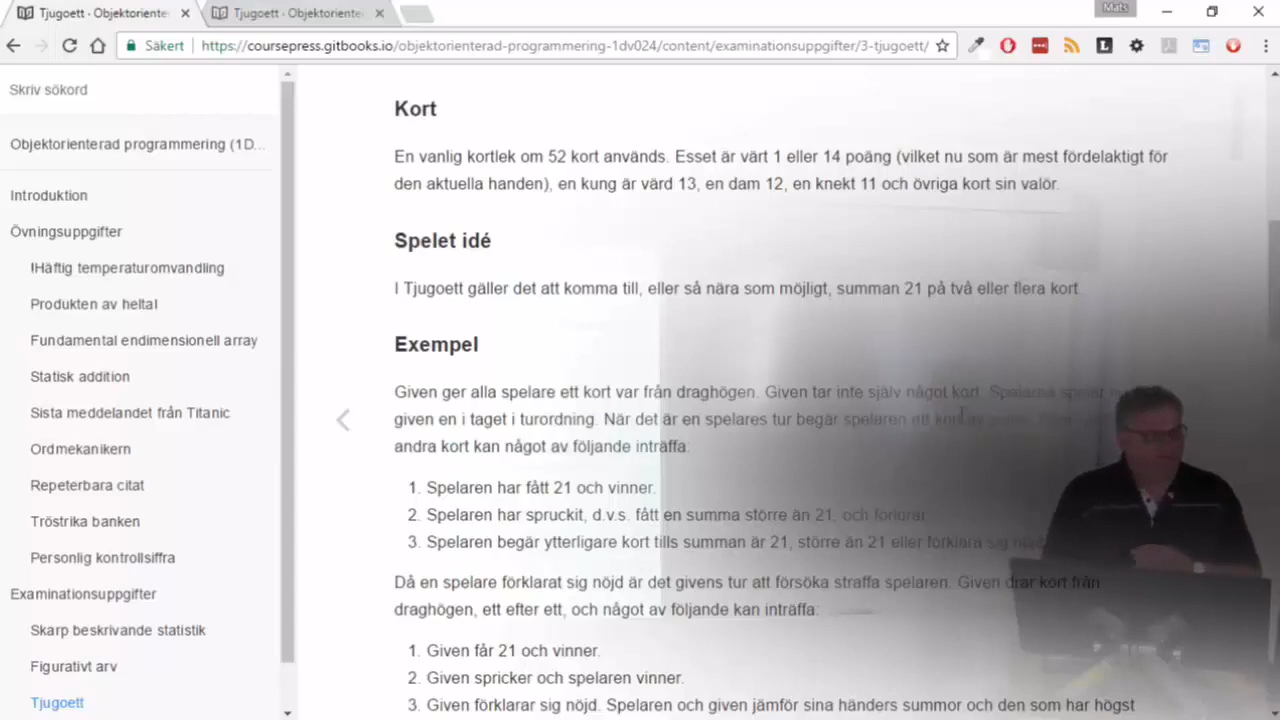 Tjugoett · Objektoriente
Tjugoett · Objektoriente
Mats
Säkert
https://coursepress.gitbooks.io/objektorienterad-programmering-1dv024/content/examinationsuppgifter/3-tjugoett/
Skriv sökord
Objektorienterad programmering (1D...
Introduktion
Övningsuppgifter
!Häftig temperaturomvandling
Produkten av heltal
Fundamental endimensionell array
Statisk addition
Sista meddelandet från Titanic
Ordmekanikern
Repeterbara citat
Tröstrika banken
Personlig kontrollsiffra
Examinationsuppgifter
Skarp beskrivande statistik
Figurativt arv
Tjugoett
Kort
En vanlig kortlek om 52 kort används. Esset är värt 1 eller 14 poäng (vilket nu som är mest fördelaktigt för
den aktuella handen), en kung är värd 13, en dam 12, en knekt 11 och övriga kort sin valör.
Spelet idé
I Tjugoett gäller det att komma till, eller så nära som möjligt, summan 21 på två eller flera kort.
Exempel
Given ger alla spelare ett kort var från draghögen. Given tar inte själv något kort. Spelarna spelar
given en i taget i turordning. När det är en spelares tur begär spelaren ett kort av
andra kort kan något av följande inträffa:
1. Spelaren har fått 21 och vinner.
2. Spelaren har spruckit, d.v.s. fått en summa större än 21, och förlorar.
3. Spelaren begär ytterligare kort tills summan är 21, större än 21 eller förklara sig
Då en spelare förklarat sig nöjd är det givens tur att försöka straffa spelaren. Given drar kort från
draghögen, ett efter ett, och något av följande kan inträffa:
1. Given får 21 och vinner.
2. Given spricker och spelaren vinner.
3. Given förklarar sig nöjd. Spelaren och given jämför sina händers summor och den som har högst